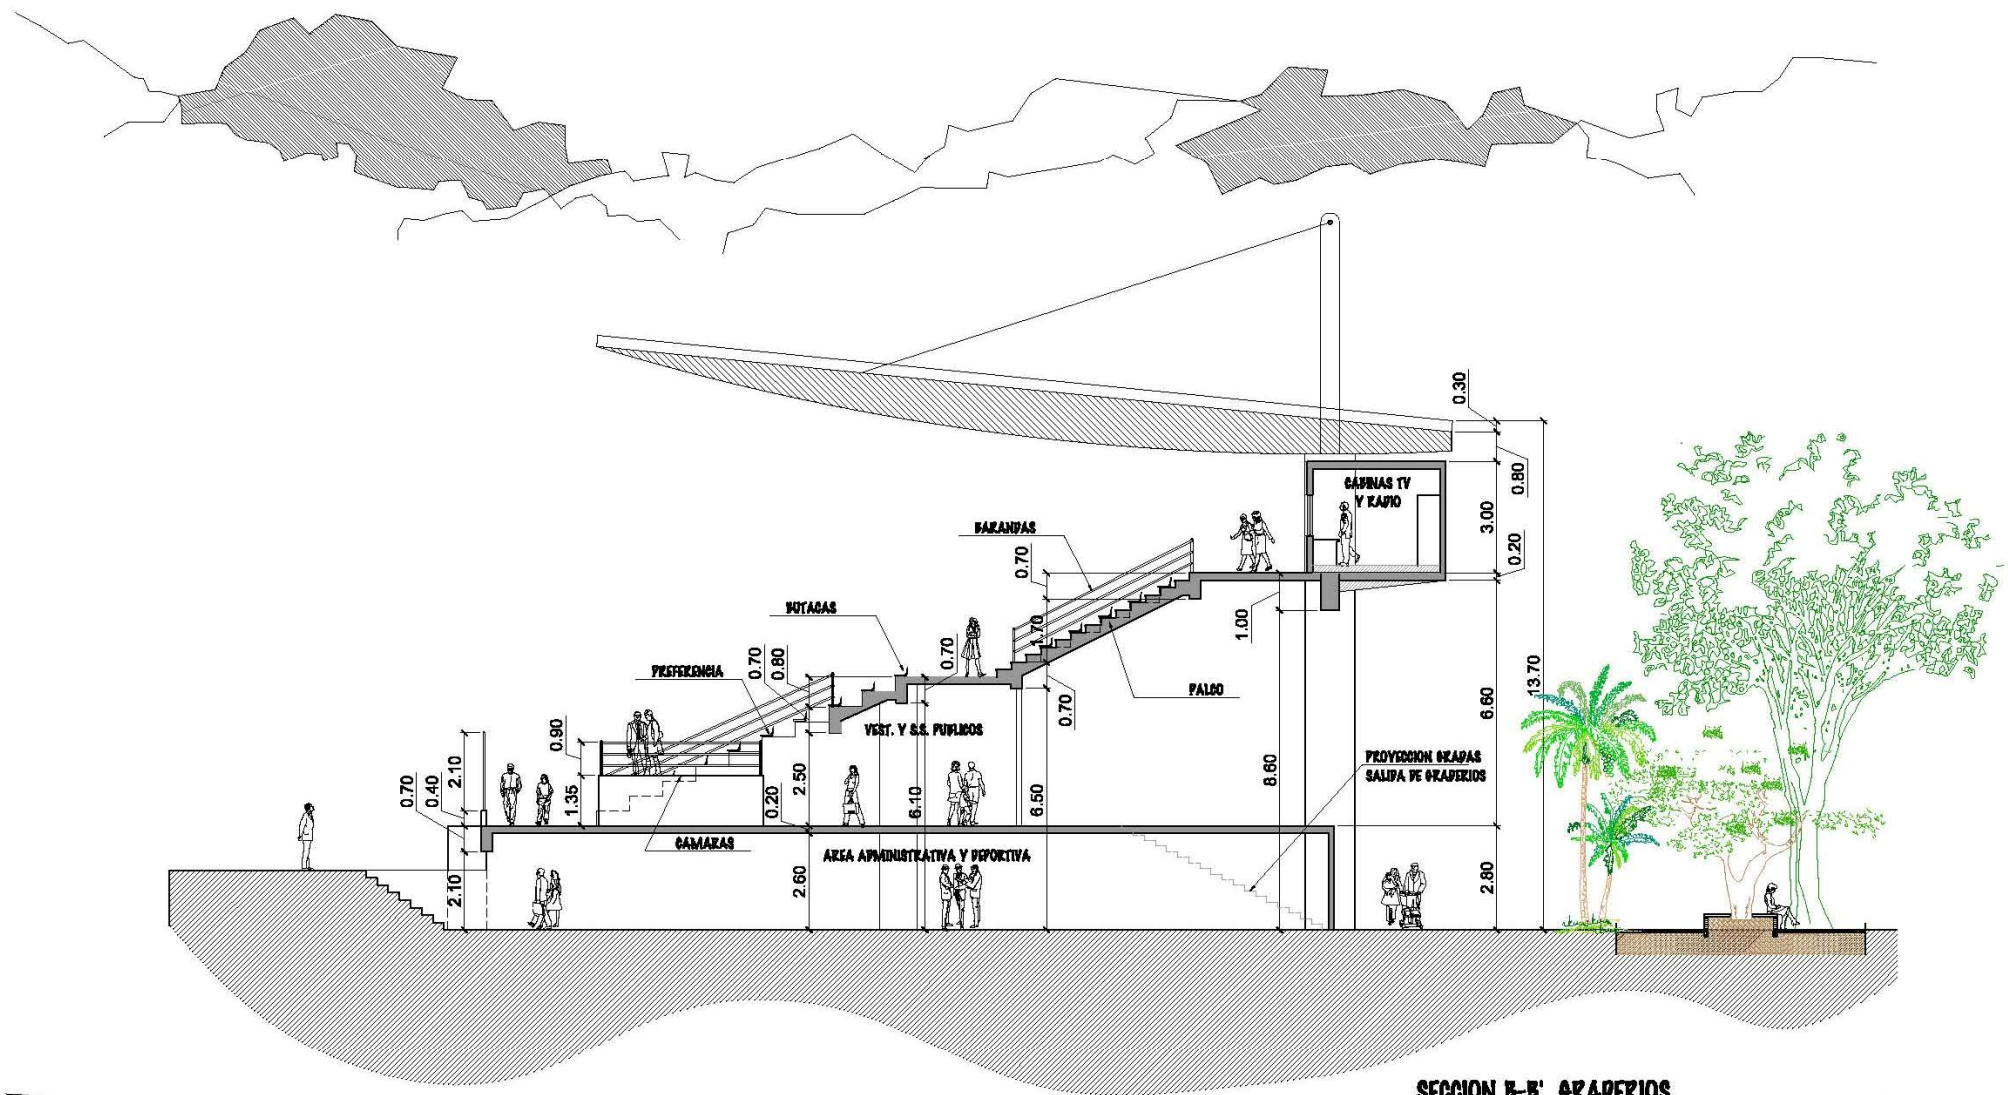 0.30
0.80
CABINAS TV
Y RADIO
3.00
0.20
BARANDAS
0.70
1.00
BUTACAS
1.70
0.70
PREFERENCIA
0.70
0.80
PALCO
0.70
13.70
6.60
VEST. Y S.S. PUBLICOS
0.90
2.10
0.70
0.40
1.35
0.20
2.50
6.10
6.50
8.60
PROYECCION GRADAS
SALIDA DE GRADERIOS
CAMARAS
AREA ADMINISTRATIVA Y DEPORTIVA
2.10
2.60
2.80
SECCION B-B' GRADERIOS